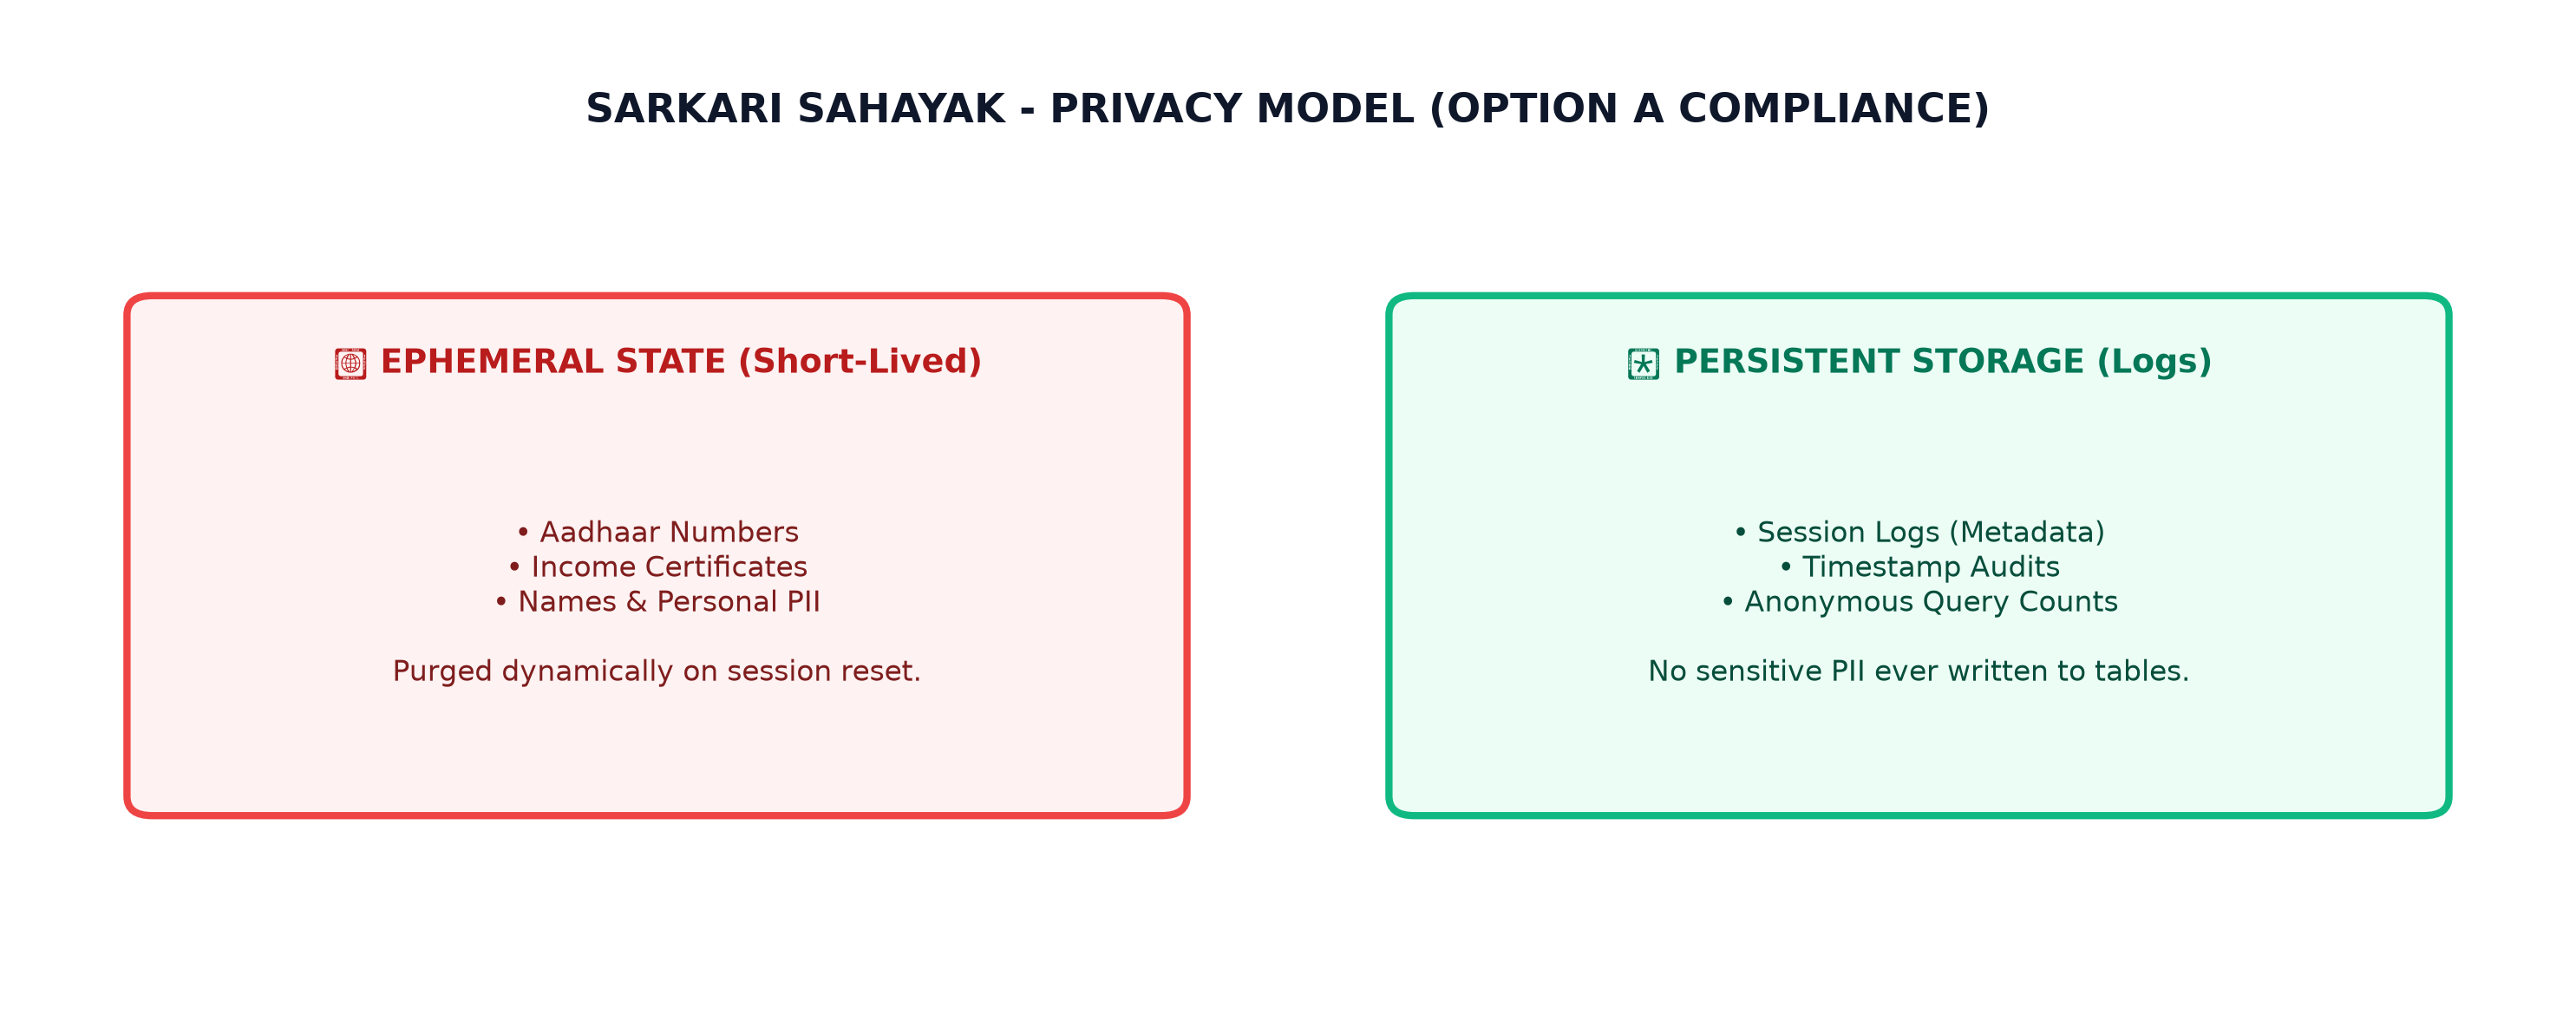 SARKARI SAHAYAK - PRIVACY MODEL (OPTION A COMPLIANCE)
EPHEMERAL STATE (Short-Lived)
• Aadhaar Numbers
• Income Certificates
• Names & Personal PII
Purged dynamically on session reset.
PERSISTENT STORAGE (Logs)
• Session Logs (Metadata)
• Timestamp Audits
• Anonymous Query Counts
No sensitive PII ever written to tables.